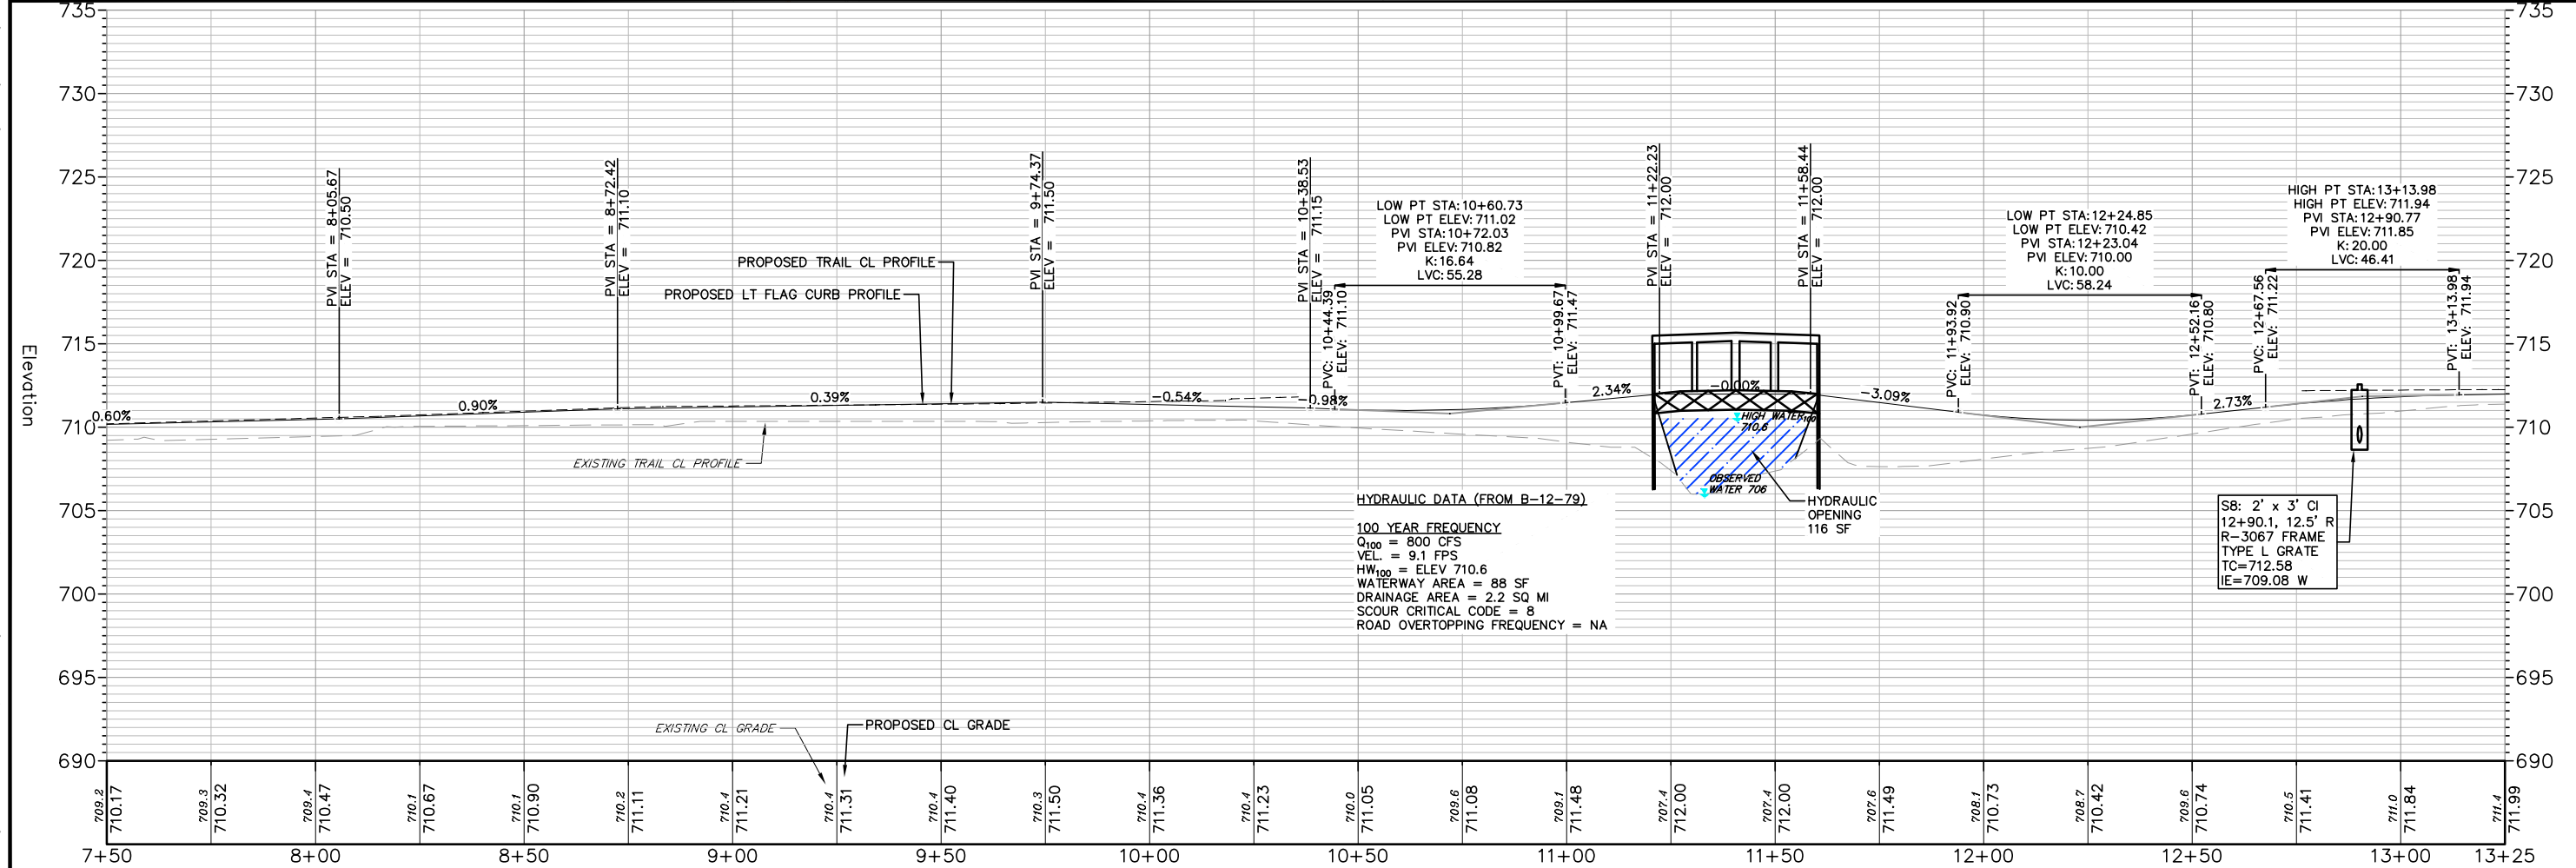 735
730
725
720
715
710
705
700
695
690
Elevation
735
730
725
720
715
710
705
700
695
690
PVI STA = 8+05.67
ELEV = 710.50
PVI STA = 8+72.42
ELEV = 711.10
PVI STA = 9+74.37
ELEV = 711.50
PVI STA = 10+38.53
ELEV = 711.15
PVC: 10+44.39
ELEV: 711.10
LOW PT STA: 10+60.73
LOW PT ELEV: 711.02
PVI STA: 10+72.03
PVI ELEV: 710.82
K: 16.64
LVC: 55.28
PVT: 10+99.67
ELEV: 711.47
PVI STA = 11+22.23
ELEV = 712.00
PVI STA = 11+58.44
ELEV = 712.00
PVC: 11+93.92
ELEV: 710.90
LOW PT STA: 12+24.85
LOW PT ELEV: 710.42
PVI STA: 12+23.04
PVI ELEV: 710.00
K: 10.00
LVC: 58.24
PVT: 12+52.16
ELEV: 710.80
PVC: 12+67.56
ELEV: 711.22
HIGH PT STA: 13+13.98
HIGH PT ELEV: 711.94
PVI STA: 12+90.77
PVI ELEV: 711.85
K: 20.00
LVC: 46.41
PVT: 13+13.98
ELEV: 711.94
PROPOSED TRAIL CL PROFILE
PROPOSED LT FLAG CURB PROFILE
0.60%
0.90%
0.39%
-0.54%
-0.98%
2.34%
-0.00%
-3.09%
2.73%
EXISTING TRAIL CL PROFILE
HIGH WATER100
710.6
OBSERVED
WATER 706
HYDRAULIC
OPENING
116 SF
HYDRAULIC DATA (FROM B-12-79)
100 YEAR FREQUENCY
Q100 = 800 CFS
VEL. = 9.1 FPS
HW100 = ELEV 710.6
WATERWAY AREA = 88 SF
DRAINAGE AREA = 2.2 SQ MI
SCOUR CRITICAL CODE = 8
ROAD OVERTOPPING FREQUENCY = NA
S8: 2' x 3' CI
12+90.1, 12.5' R
R-3067 FRAME
TYPE L GRATE
TC=712.58
IE=709.08 W
EXISTING CL GRADE
PROPOSED CL GRADE
709.2
710.17
709.3
710.32
709.4
710.47
710.1
710.67
710.1
710.90
710.2
711.11
710.4
711.21
710.4
711.31
710.4
711.40
710.3
711.50
710.4
711.36
710.4
711.23
710.0
711.05
709.6
711.08
709.1
711.48
707.4
712.00
707.4
712.00
707.6
711.49
708.1
710.73
708.7
710.42
709.6
710.74
710.5
711.41
711.0
711.84
711.4
711.99
7+50
8+00
8+50
9+00
9+50
10+00
10+50
11+00
11+50
12+00
12+50
13+00
13+25